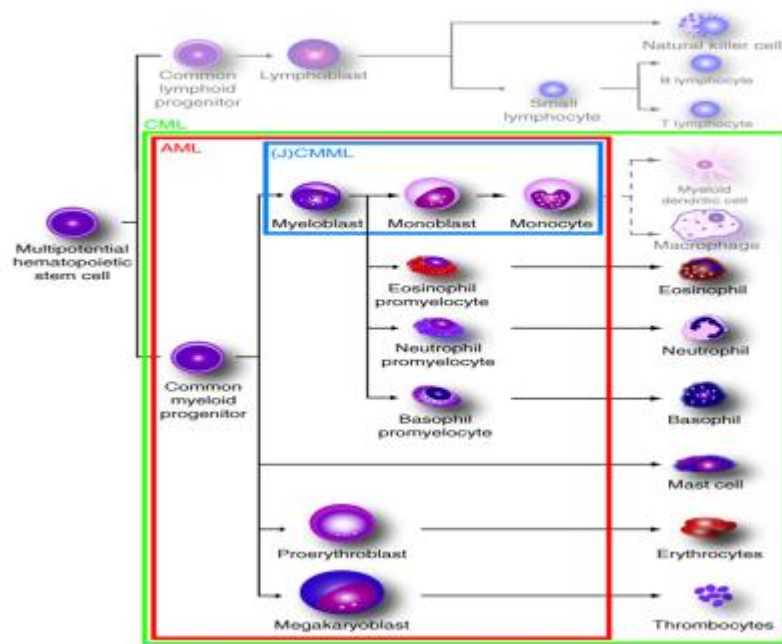 Natural killer cell
Common
lymphoid
progenitor
Lymphoblast
Small
lymphocyte
B lymphocyte
T lymphocyte
CML
AML
(J)CMML
Myeloid
dendritic cell
Myeloblast
Monoblast
Monocyte
Macrophage
Multipotential
hematopoietic
stem cell
Eosinophil
promyelocyte
Eosinophil
Neutrophil
promyelocyte
Neutrophil
Common
myeloid
progenitor
Basophil
promyelocyte
Basophil
Mast cell
Proerythroblast
Erythrocytes
Megakaryoblast
Thrombocytes